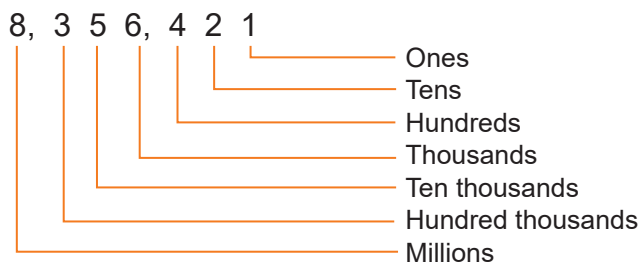 8, 3 5 6, 4 2 1
Ones
Tens
Hundreds
Thousands
Ten thousands
Hundred thousands
Millions